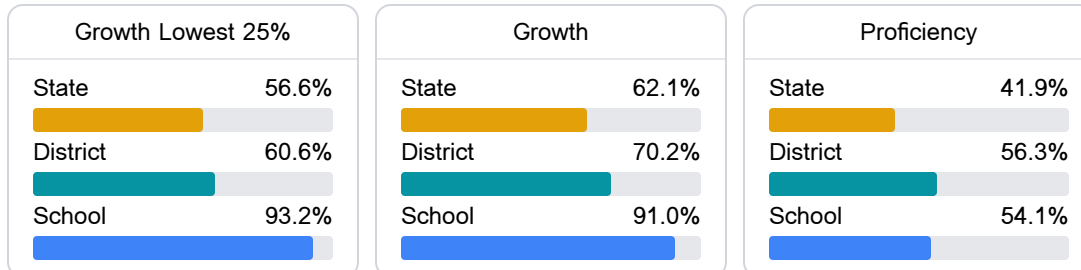 Growth Lowest 25%
State 56.6%
District 60.6%
School 93.2%
Growth
State 62.1%
District 70.2%
School 91.0%
Proficiency
State 41.9%
District 56.3%
School 54.1%